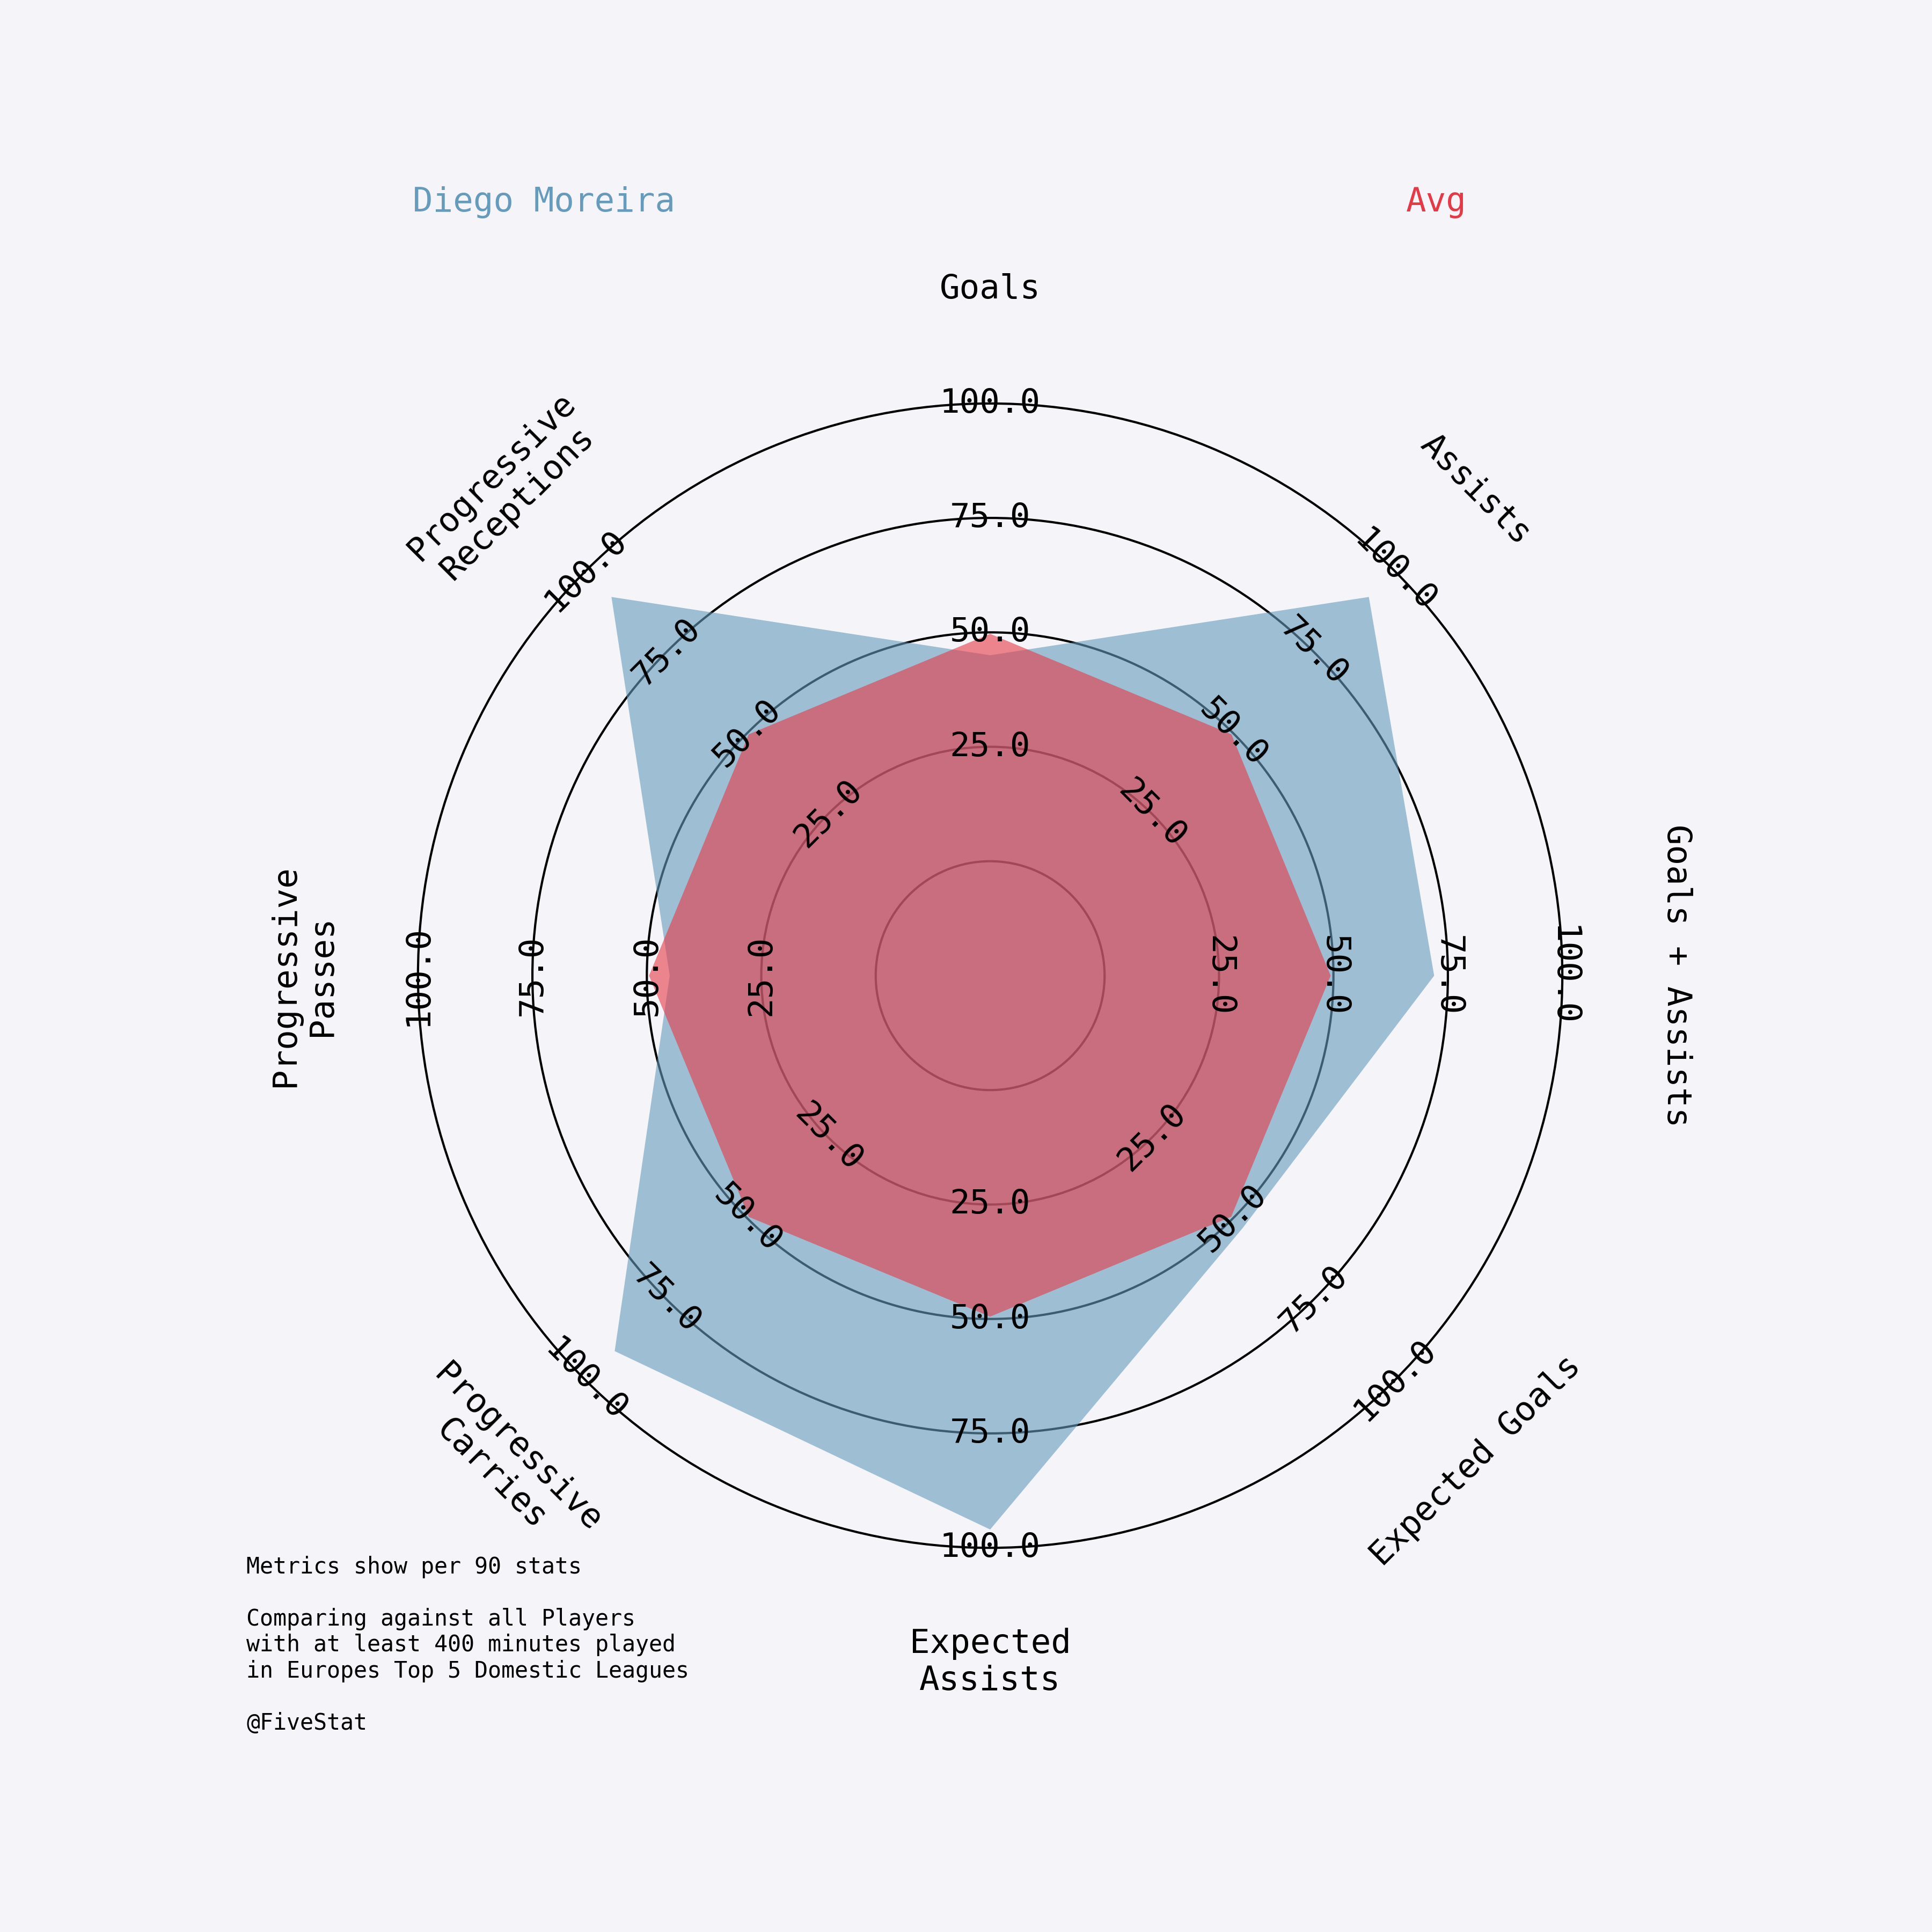 Diego Moreira
Avg
Goals
100.0
75.0
50.0
25.0
Assists
100.0
75.0
50.0
25.0
Goals + Assists
100.0
75.0
50.0
25.0
Expected Goals
100.0
75.0
50.0
25.0
Expected
Assists
100.0
75.0
50.0
25.0
Progressive
Carries
100.0
75.0
50.0
25.0
Progressive
Passes
100.0
75.0
50.0
25.0
Progressive
Receptions
100.0
75.0
50.0
25.0
Metrics show per 90 stats
Comparing against all Players
with at least 400 minutes played
in Europes Top 5 Domestic Leagues
@FiveStat